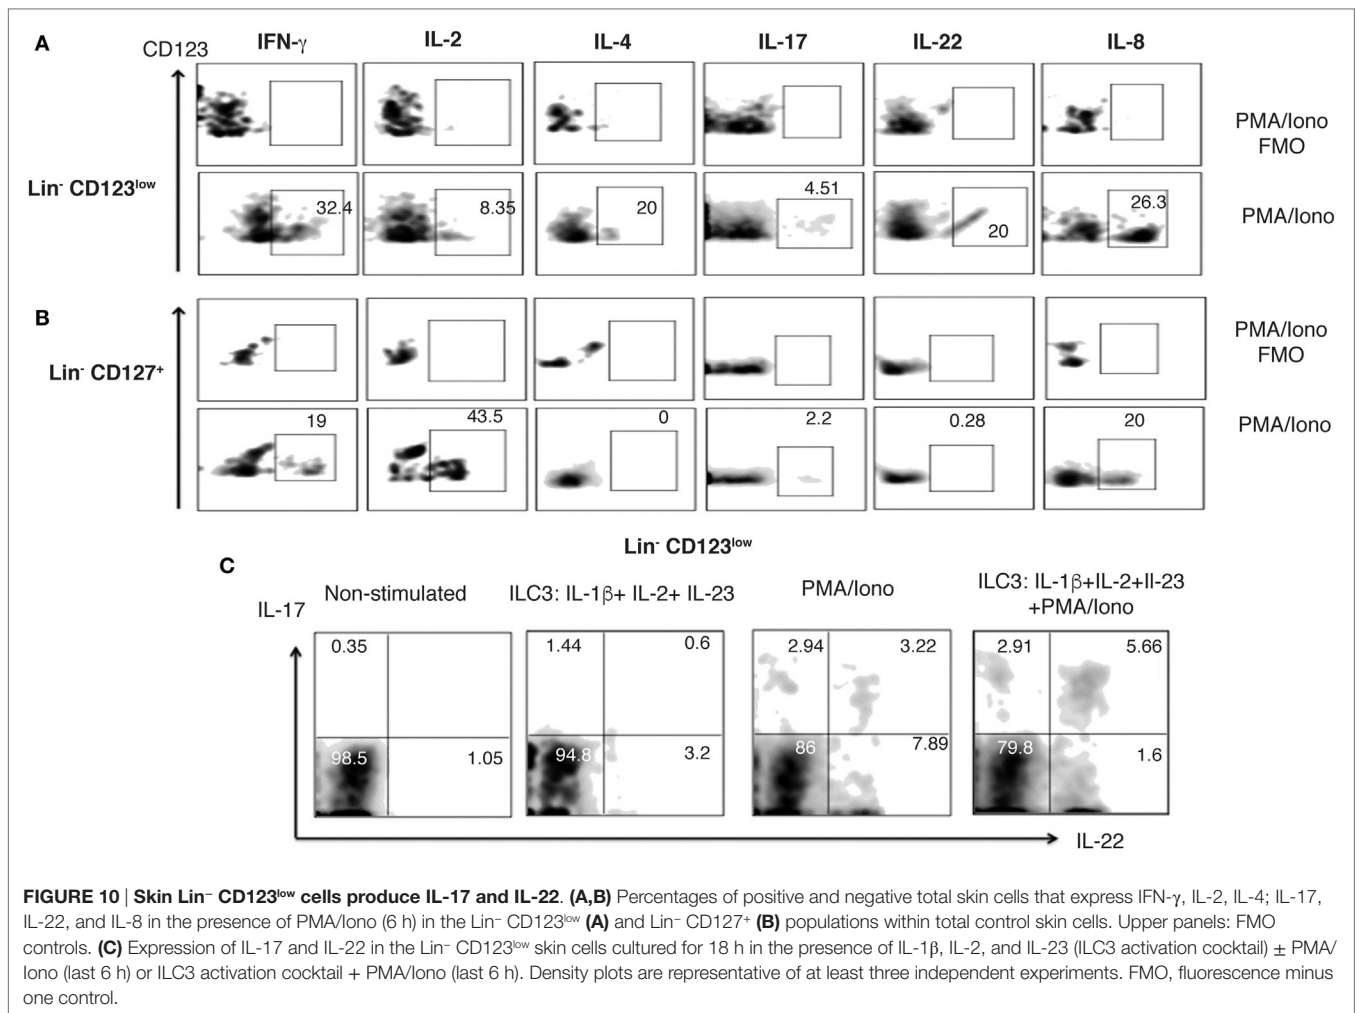 A
CD123
IFN-γ
IL-2
IL-4
IL-17
IL-22
IL-8
PMA/Iono
FMO
Lin⁻ CD123ˡᵒʷ
32.4
8.35
20
4.51
20
26.3
PMA/Iono
B
PMA/Iono
FMO
Lin⁻ CD127⁺
19
43.5
0
2.2
0.28
20
PMA/Iono
Lin⁻ CD123ˡᵒʷ
C
IL-17
Non-stimulated
ILC3: IL-1β+ IL-2+ IL-23
PMA/Iono
ILC3: IL-1β+IL-2+Il-23
+PMA/Iono
0.35
1.44
0.6
2.94
3.22
2.91
5.66
98.5
1.05
94.8
3.2
86
7.89
79.8
1.6
IL-22
FIGURE 10 | Skin Lin⁻ CD123ˡᵒʷ cells produce IL-17 and IL-22. (A,B) Percentages of positive and negative total skin cells that express IFN-γ, IL-2, IL-4; IL-17,
IL-22, and IL-8 in the presence of PMA/Iono (6 h) in the Lin⁻ CD123ˡᵒʷ (A) and Lin⁻ CD127⁺ (B) populations within total control skin cells. Upper panels: FMO
controls. (C) Expression of IL-17 and IL-22 in the Lin⁻ CD123ˡᵒʷ skin cells cultured for 18 h in the presence of IL-1β, IL-2, and IL-23 (ILC3 activation cocktail) ± PMA/
Iono (last 6 h) or ILC3 activation cocktail + PMA/Iono (last 6 h). Density plots are representative of at least three independent experiments. FMO, fluorescence minus
one control.